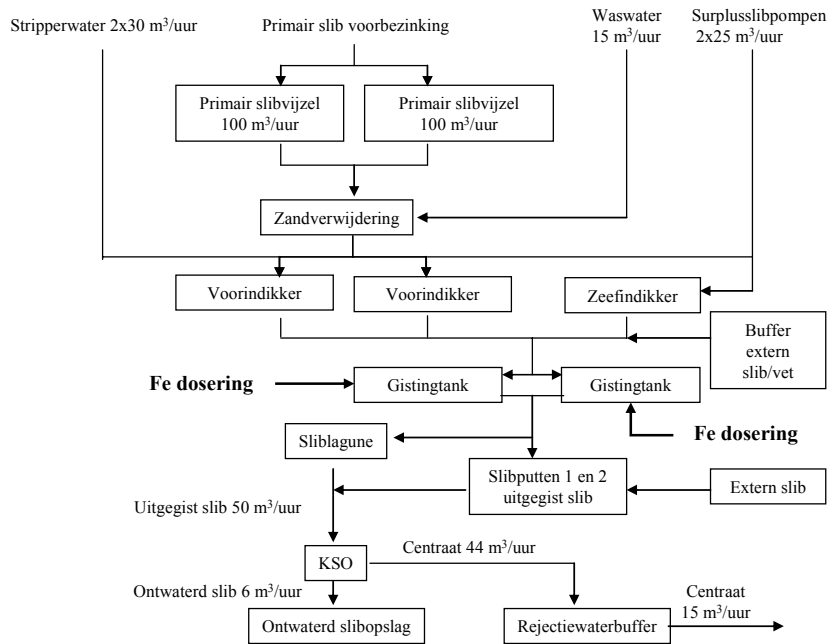 Stripperwater 2x30 m³/uur
Primair slib voorbezinking
Waswater
15 m³/uur
Surplusslibpompen
2x25 m³/uur
Primair slibvijzel
100 m³/uur
Primair slibvijzel
100 m³/uur
Zandverwijdering
Voorindikker
Voorindikker
Zeefindikker
Buffer
extern
slib/vet
Fe dosering
Gistingtank
Gistingtank
Fe dosering
Sliblagune
Slibputten 1 en 2
uitgegist slib
Extern slib
Uitgegist slib 50 m³/uur
KSO
Centraat 44 m³/uur
Ontwaterd slib 6 m³/uur
Ontwaterd slibopslag
Rejectiewaterbuffer
Centraat
15 m³/uur